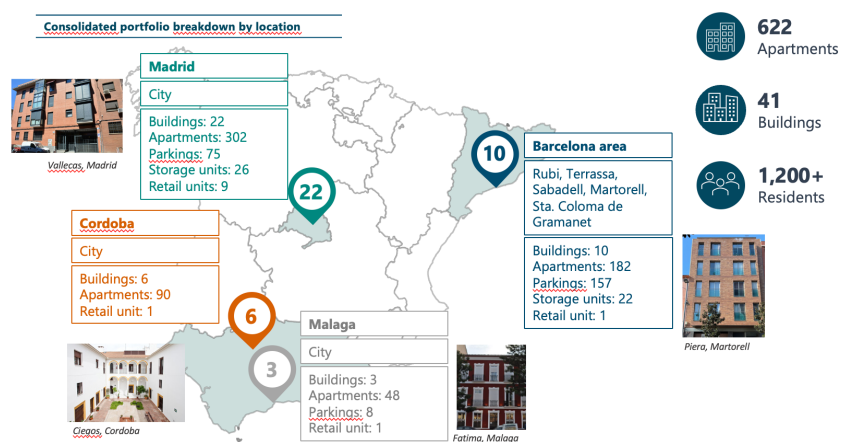 Consolidated portfolio breakdown by location
622
Apartments
41
Buildings
1,200+
Residents
Madrid
City
Buildings: 22
Apartments: 302
Parkings: 75
Storage units: 26
Retail units: 9
Vallecas, Madrid
22
10
Barcelona area
Rubi, Terrassa,
Sabadell, Martorell,
Sta. Coloma de
Gramanet
Buildings: 10
Apartments: 182
Parkings: 157
Storage units: 22
Retail unit: 1
Piera, Martorell
Cordoba
City
Buildings: 6
Apartments: 90
Retail unit: 1
6
Ciegos, Cordoba
3
Malaga
City
Buildings: 3
Apartments: 48
Parkings: 8
Retail unit: 1
Fatima, Malaga